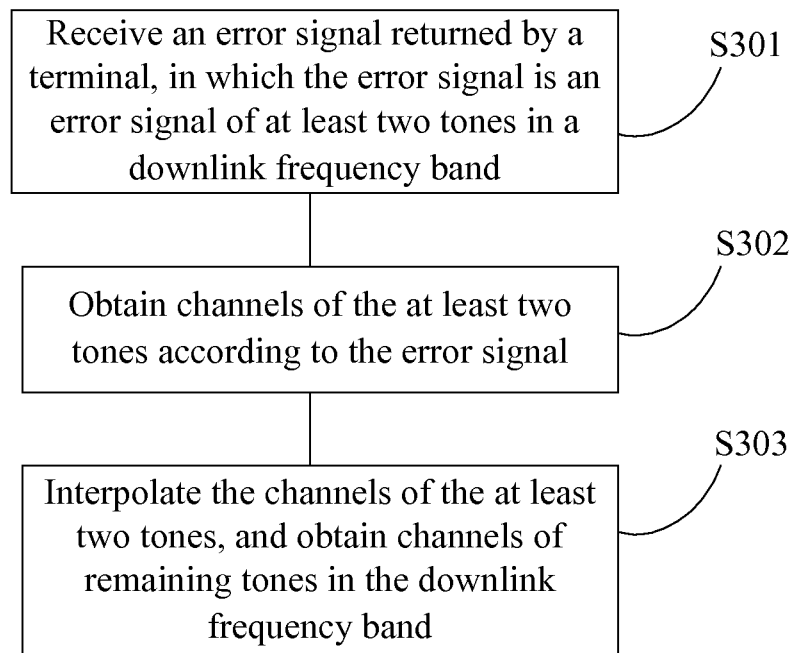 Receive an error signal returned by a
terminal, in which the error signal is an
error signal of at least two tones in a
downlink frequency band
S301
Obtain channels of the at least two
tones according to the error signal
S302
Interpolate the channels of the at least
two tones, and obtain channels of
remaining tones in the downlink
frequency band
S303